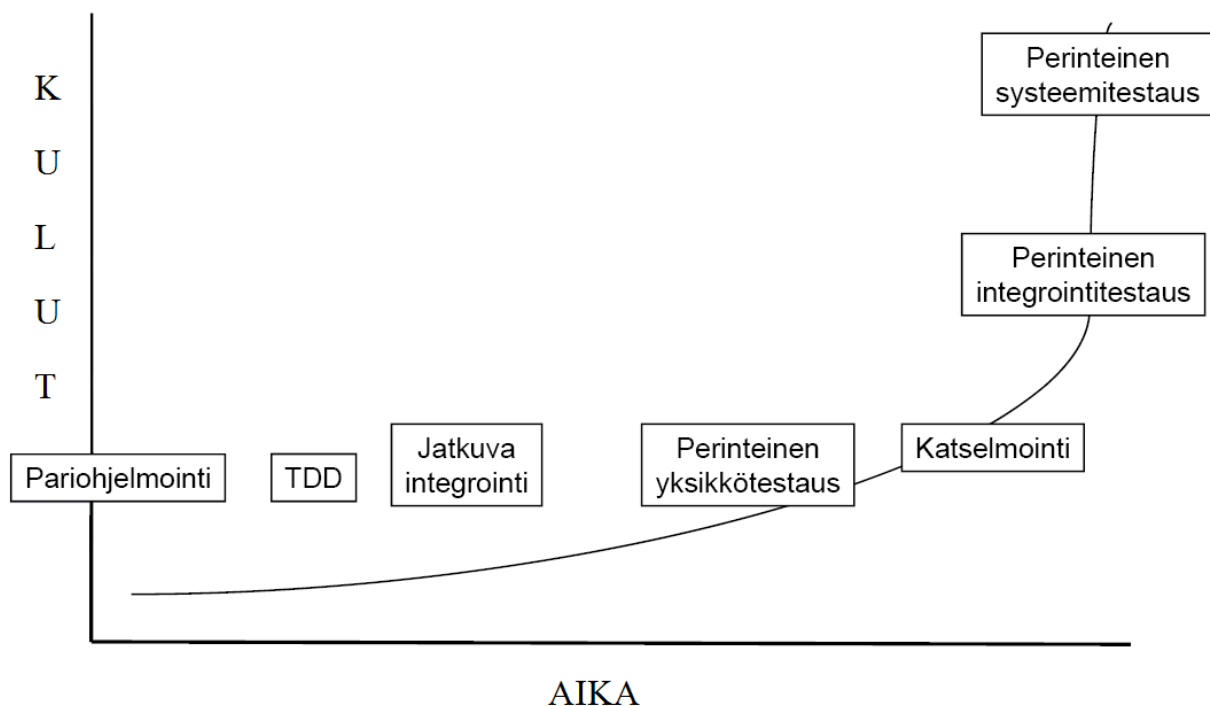 K
U
L
U
T
Perinteinen
systeemitestaus
Perinteinen
integrointitestaus
Pariohjelmointi
TDD
Jatkuva
integrointi
Perinteinen
yksikkötestaus
Katselmointi
AIKA